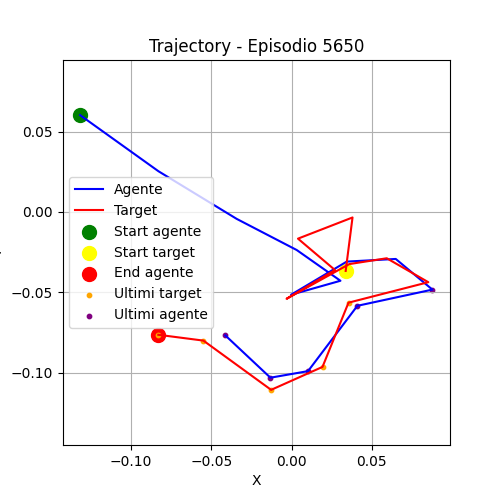 Trajectory - Episodio 5650
0.05
0.00
−0.05
−0.10
Agente
Target
Start agente
Start target
End agente
Ultimi target
Ultimi agente
−0.10
−0.05
0.00
0.05
X